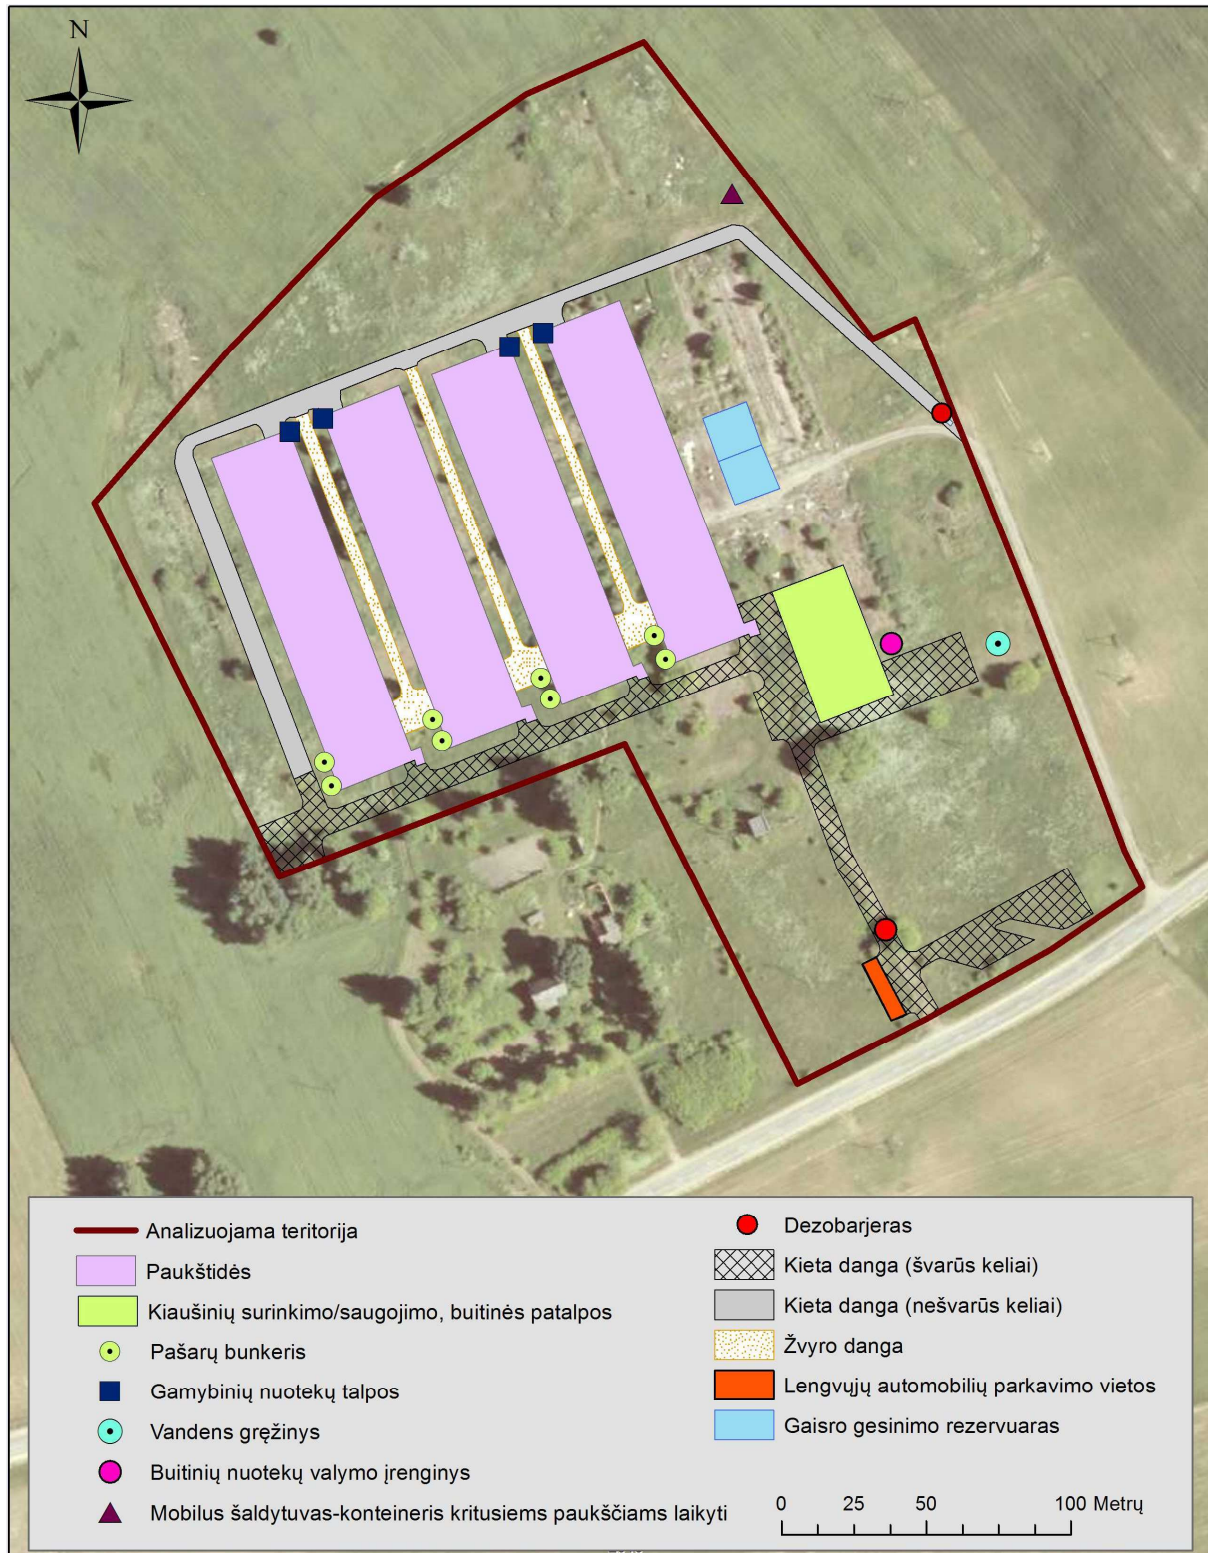 N
Analizuojama teritorija
Paukštidės
Kiaušinių surinkimo/saugojimo, buitinės patalpos
Pašarų bunkeris
Gamybinių nuotekų talpos
Vandens gręžinys
Buitinių nuotekų valymo įrenginys
Mobilus šaldytuvas-konteineris kritusiems paukščiams laikyti
Dezobarjeras
Kieta danga (švarūs keliai)
Kieta danga (nešvarūs keliai)
Žvyro danga
Lengvųjų automobilių parkavimo vietos
Gaisro gesinimo rezervuaras
0 25 50 100 Metrų